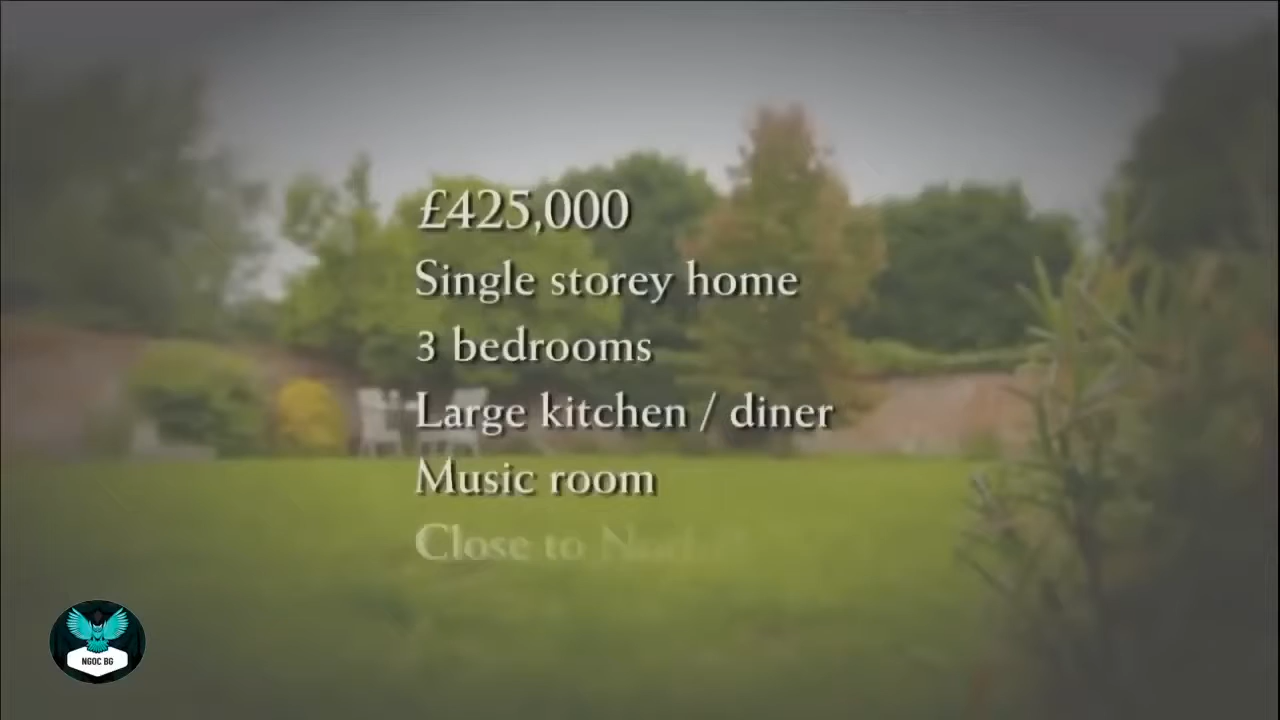 £425,000
Single storey home
3 bedrooms
Large kitchen / diner
Music room
Close to
NGOC BG